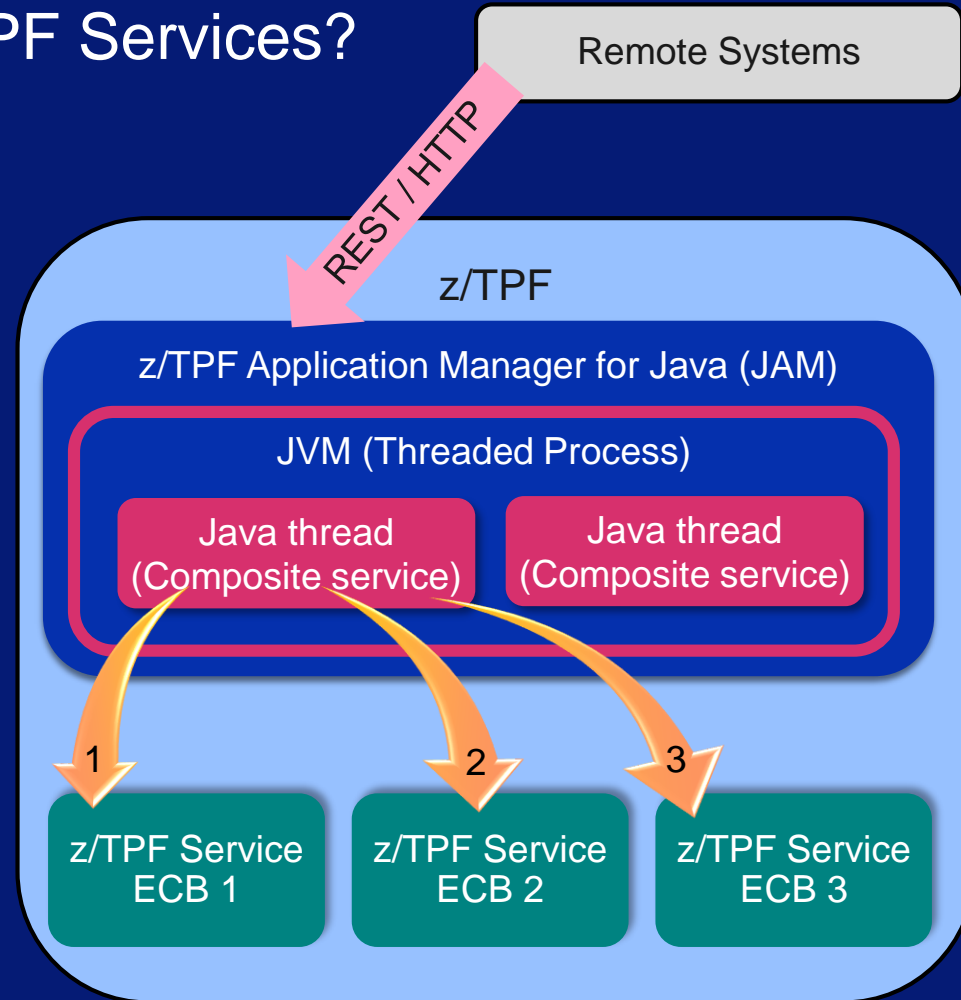 PF Services?
Remote Systems
REST / HTTP
z/TPF
z/TPF Application Manager for Java (JAM)
JVM (Threaded Process)
Java thread
(Composite service)
Java thread
(Composite service)
1
2
3
z/TPF Service
ECB 1
z/TPF Service
ECB 2
z/TPF Service
ECB 3